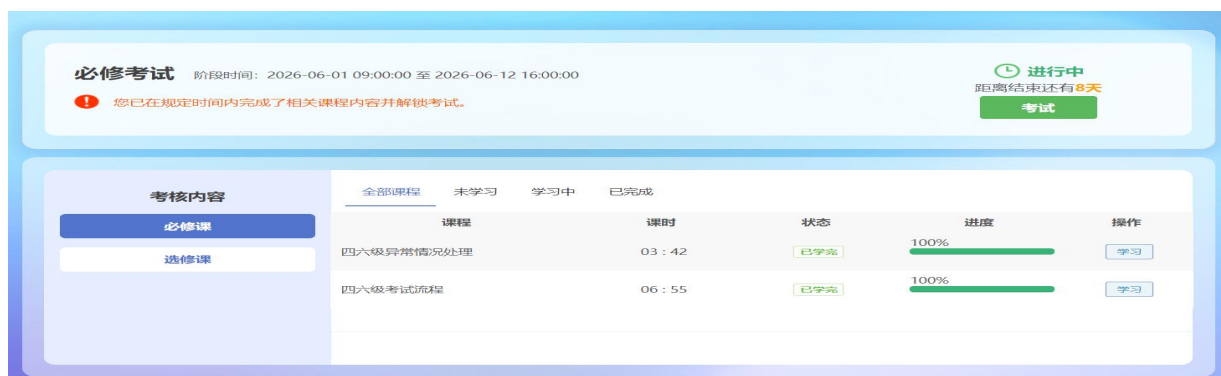 必修考试 阶段时间：2026-06-01 09:00:00 至 2026-06-12 16:00:00
进行中
您已在规定时间内完成了相关课程内容并解锁考试。
距离结束还有8天
考试
考核内容
必修课
选修课
全部课程 未学习 学习中 已完成
课程 课时 状态 进度 操作
四六级异常情况处理 03：42 已学完 100% 学习
四六级考试流程 06：55 已学完 100% 学习